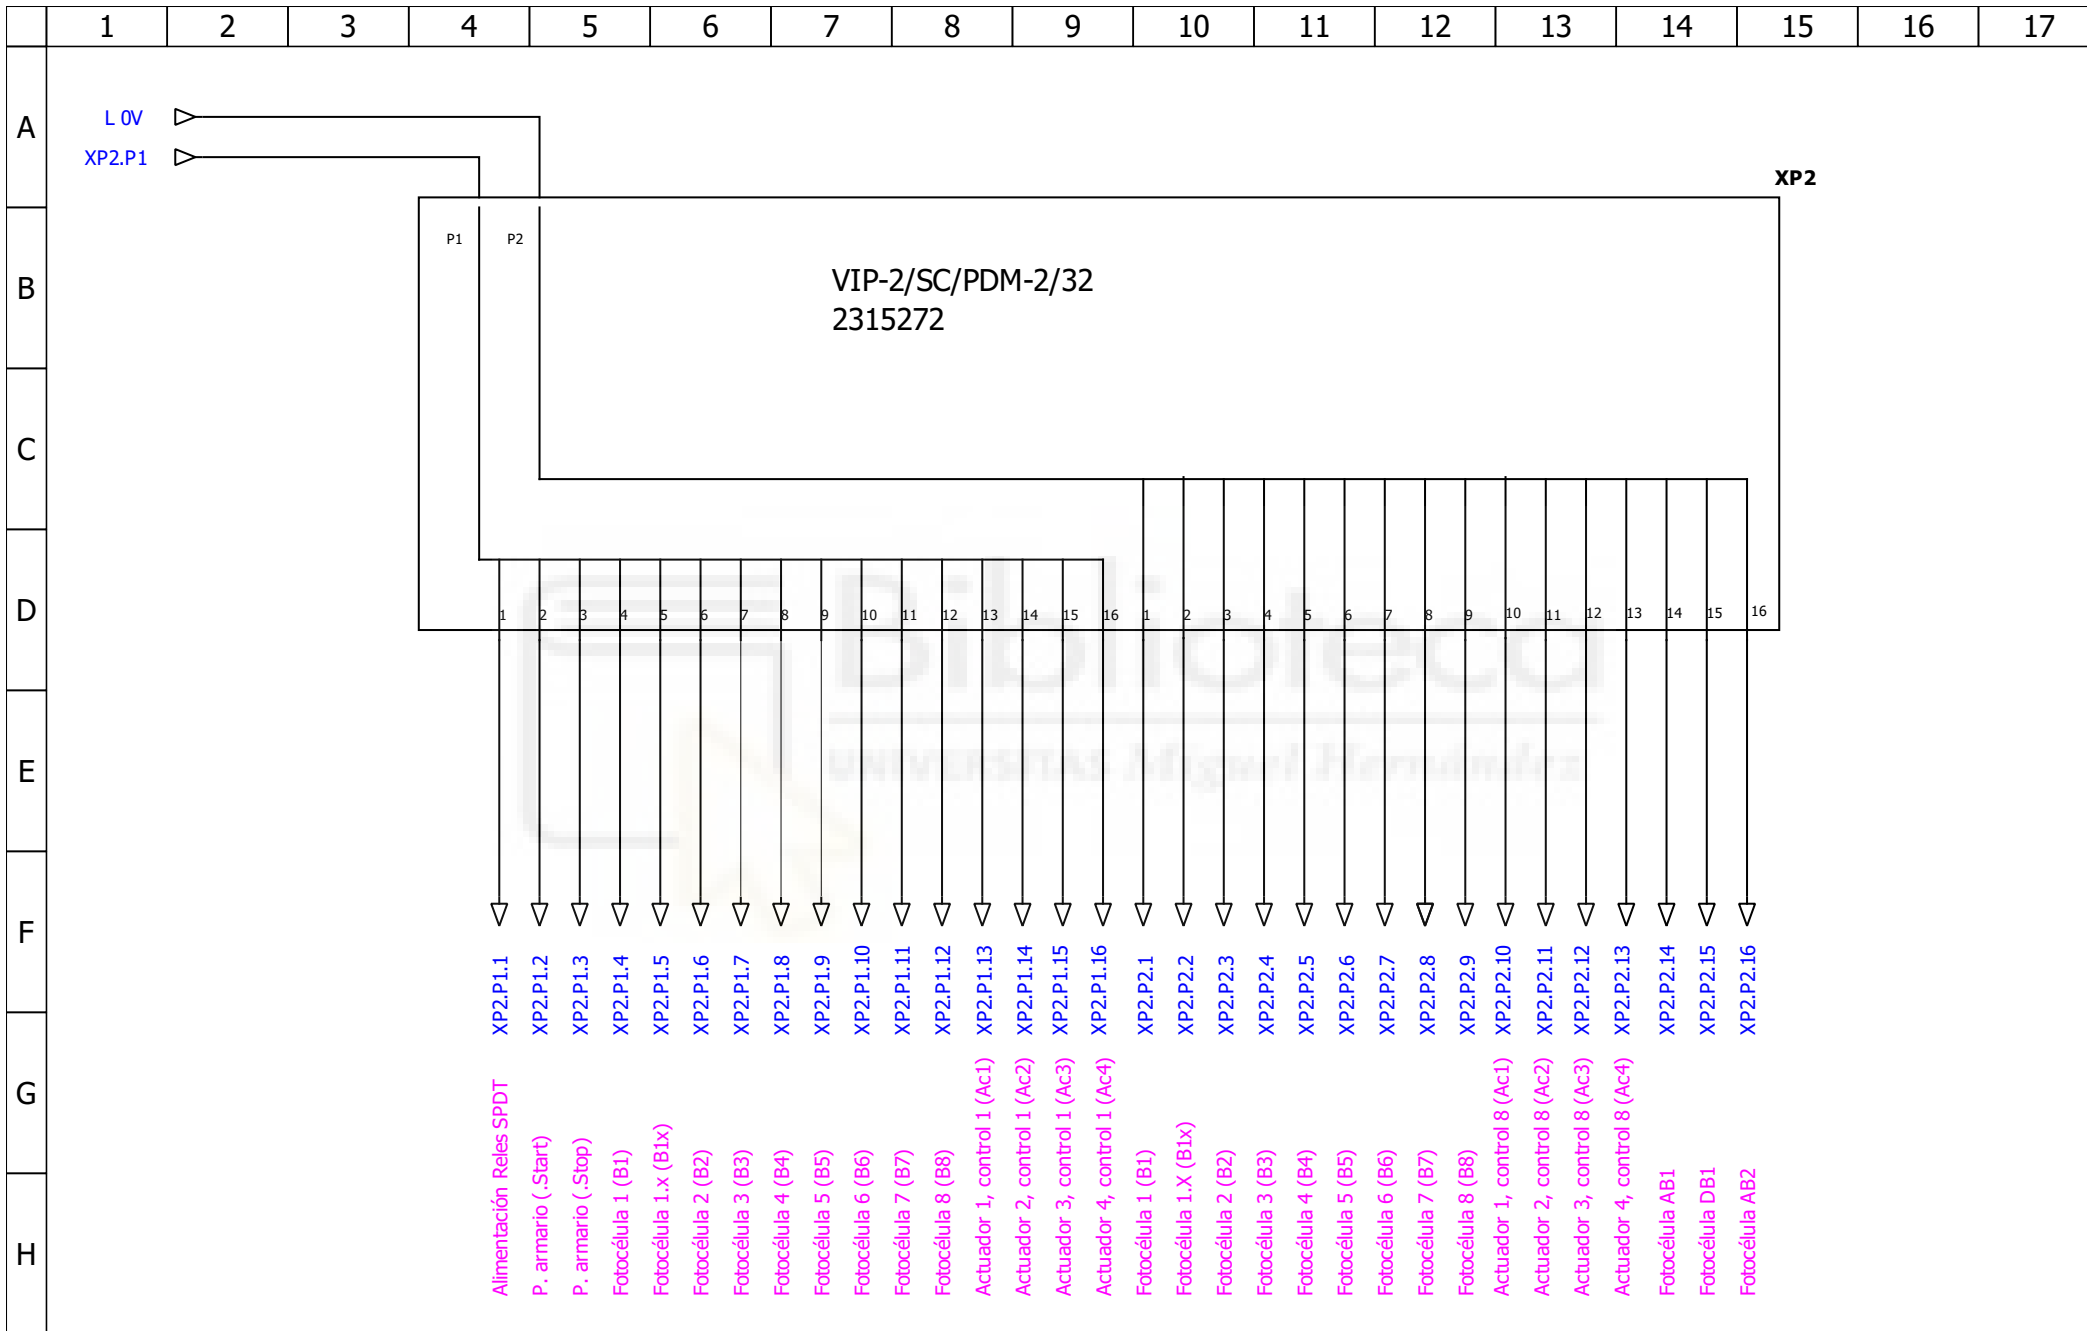 1 2 3 4 5 6 7 8 9 10 11 12 13 14 15 16 17
A
L 0V
XP2.P1
XP2
B
P1 P2
VIP-2/SC/PDM-2/32
2315272
C
D
1 2 3 4 5 6 7 8 9 10 11 12 13 14 15 16 1 2 3 4 5 6 7 8 9 10 11 12 13 14 15 16
Biblioteca
UNIVERSITAS Miguel Hernández
E
F
XP2.P1.1
XP2.P1.2
XP2.P1.3
XP2.P1.4
XP2.P1.5
XP2.P1.6
XP2.P1.7
XP2.P1.8
XP2.P1.9
XP2.P1.10
XP2.P1.11
XP2.P1.12
XP2.P1.13
XP2.P1.14
XP2.P1.15
XP2.P1.16
XP2.P2.1
XP2.P2.2
XP2.P2.3
XP2.P2.4
XP2.P2.5
XP2.P2.6
XP2.P2.7
XP2.P2.8
XP2.P2.9
XP2.P2.10
XP2.P2.11
XP2.P2.12
XP2.P2.13
XP2.P2.14
XP2.P2.15
XP2.P2.16
G
H
Alimentación Reles SPDT
P. armario (.Start)
P. armario (.Stop)
Fotocélula 1 (B1)
Fotocélula 1.x (B1x)
Fotocélula 2 (B2)
Fotocélula 3 (B3)
Fotocélula 4 (B4)
Fotocélula 5 (B5)
Fotocélula 6 (B6)
Fotocélula 7 (B7)
Fotocélula 8 (B8)
Actuador 1, control 1 (Ac1)
Actuador 2, control 1 (Ac2)
Actuador 3, control 1 (Ac3)
Actuador 4, control 1 (Ac4)
Fotocélula 1 (B1)
Fotocélula 1.X (B1x)
Fotocélula 2 (B2)
Fotocélula 3 (B3)
Fotocélula 4 (B4)
Fotocélula 5 (B5)
Fotocélula 6 (B6)
Fotocélula 7 (B7)
Fotocélula 8 (B8)
Actuador 1, control 8 (Ac1)
Actuador 2, control 8 (Ac2)
Actuador 3, control 8 (Ac3)
Actuador 4, control 8 (Ac4)
Fotocélula AB1
Fotocélula DB1
Fotocélula AB2